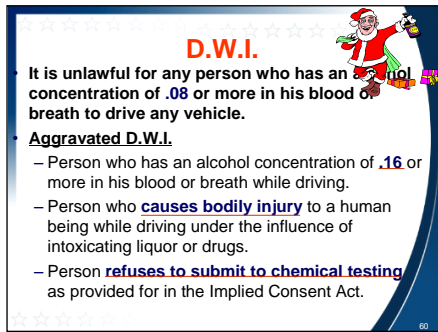 D.W.I.
• It is unlawful for any person who has an alcohol
concentration of .08 or more in his blood or
breath to drive any vehicle.
• Aggravated D.W.I.
– Person who has an alcohol concentration of .16 or
more in his blood or breath while driving.
– Person who causes bodily injury to a human
being while driving under the influence of
intoxicating liquor or drugs.
– Person refuses to submit to chemical testing
as provided for in the Implied Consent Act.
60